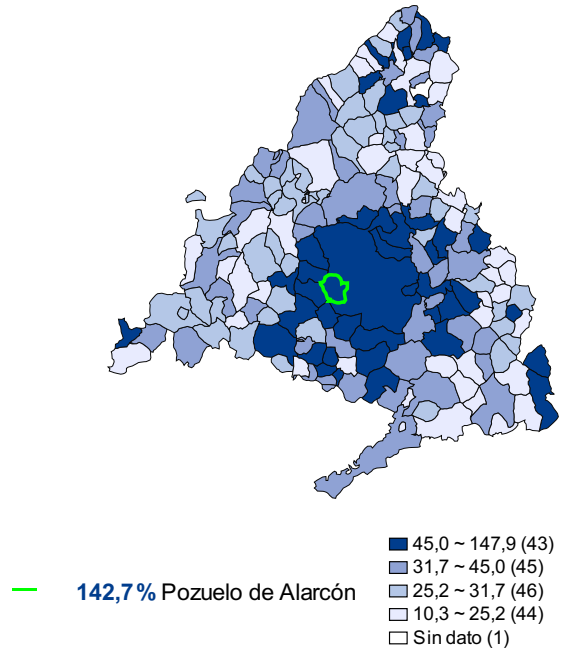 142,7% Pozuelo de Alarcón
45,0 ~ 147,9 (43)
31,7 ~ 45,0 (45)
25,2 ~ 31,7 (46)
10,3 ~ 25,2 (44)
Sin dato (1)